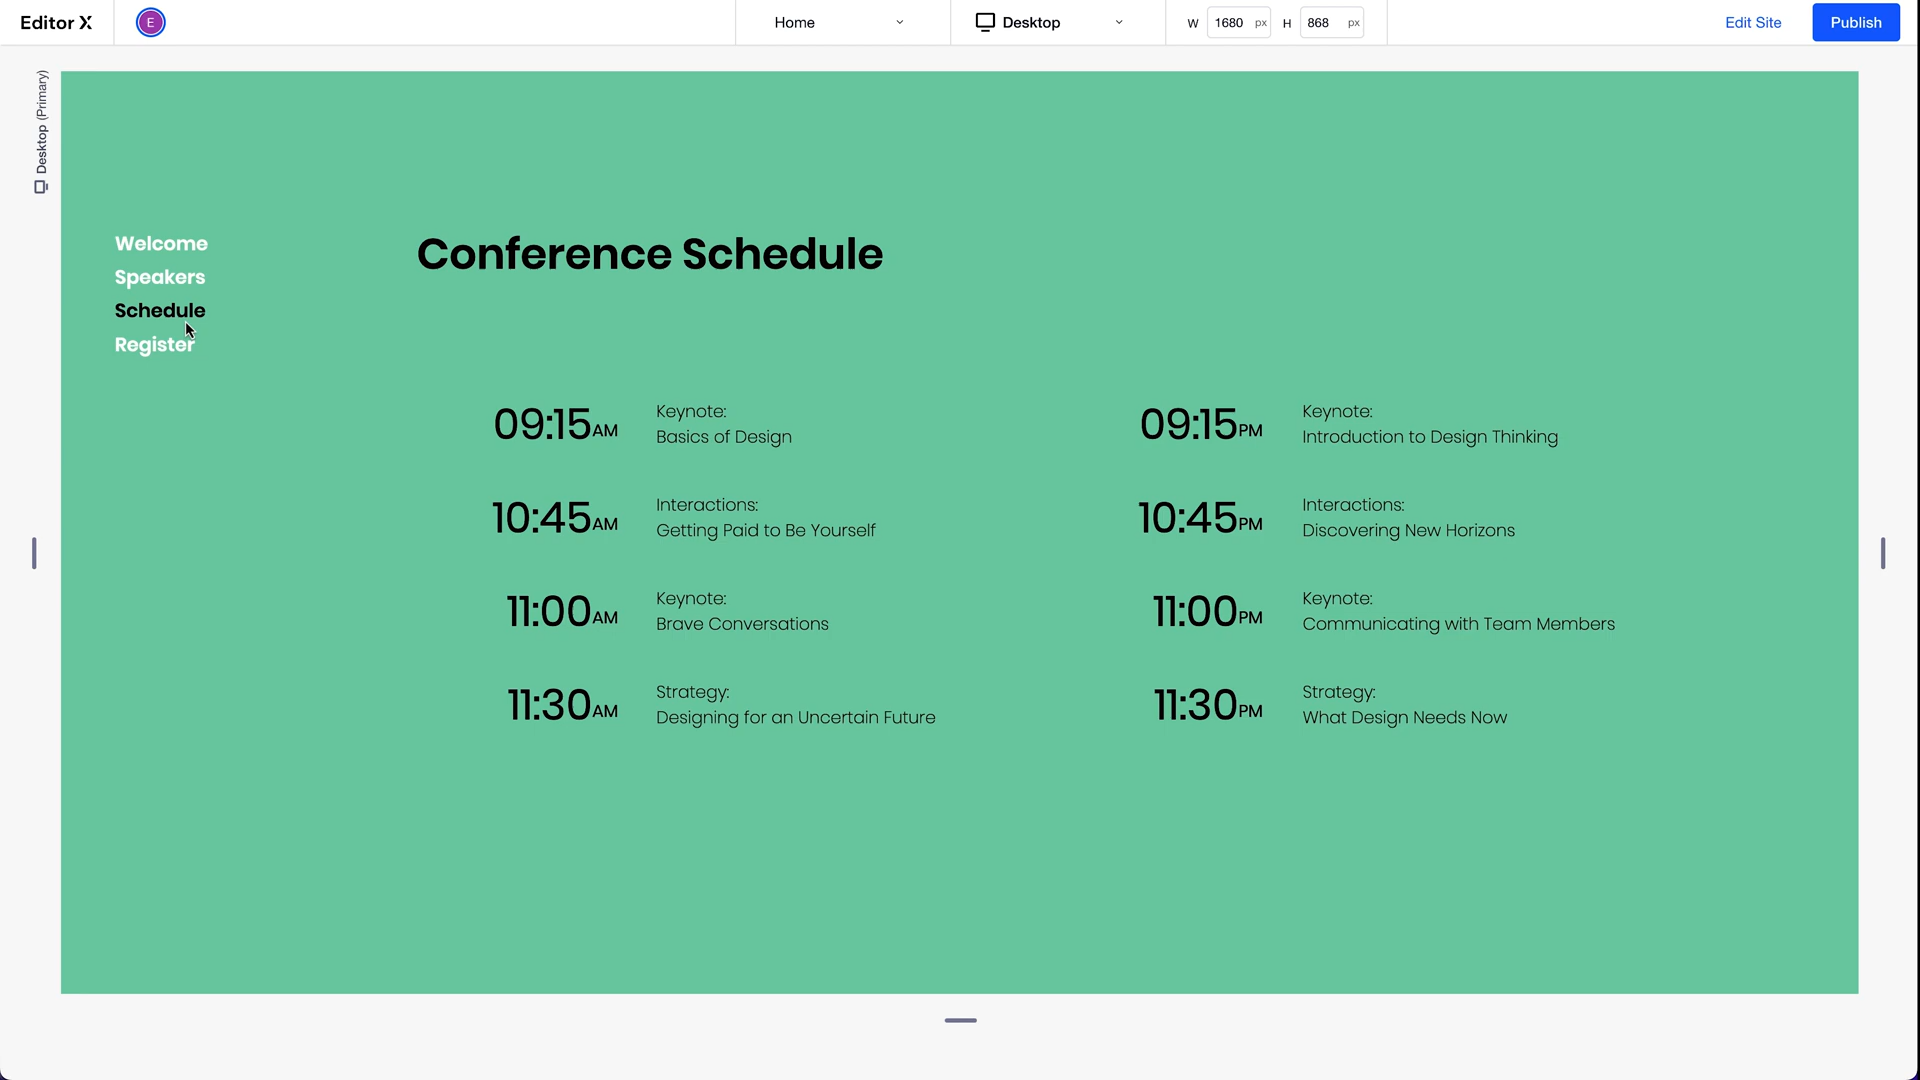 Editor X
E
Home
Desktop
W 1680 px H 868 px
Edit Site
Publish
Desktop (Primary)
Welcome
Speakers
Schedule
Register
Conference Schedule
09:15AM
Keynote:
Basics of Design
10:45AM
Interactions:
Getting Paid to Be Yourself
11:00AM
Keynote:
Brave Conversations
11:30AM
Strategy:
Designing for an Uncertain Future
09:15PM
Keynote:
Introduction to Design Thinking
10:45PM
Interactions:
Discovering New Horizons
11:00PM
Keynote:
Communicating with Team Members
11:30PM
Strategy:
What Design Needs Now